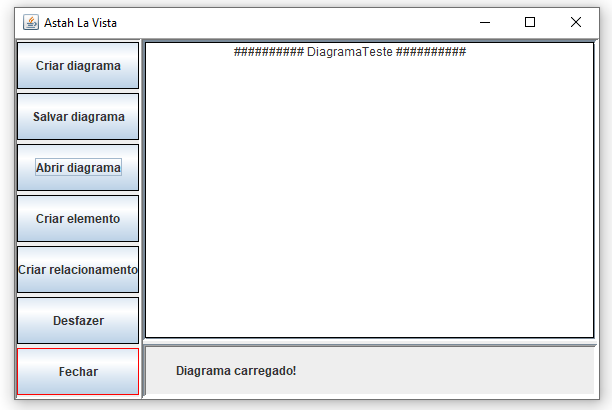 Astah La Vista
Criar diagrama
Salvar diagrama
Abrir diagrama
Criar elemento
Criar relacionamento
Desfazer
Fechar
########## DiagramaTeste ##########
Diagrama carregado!